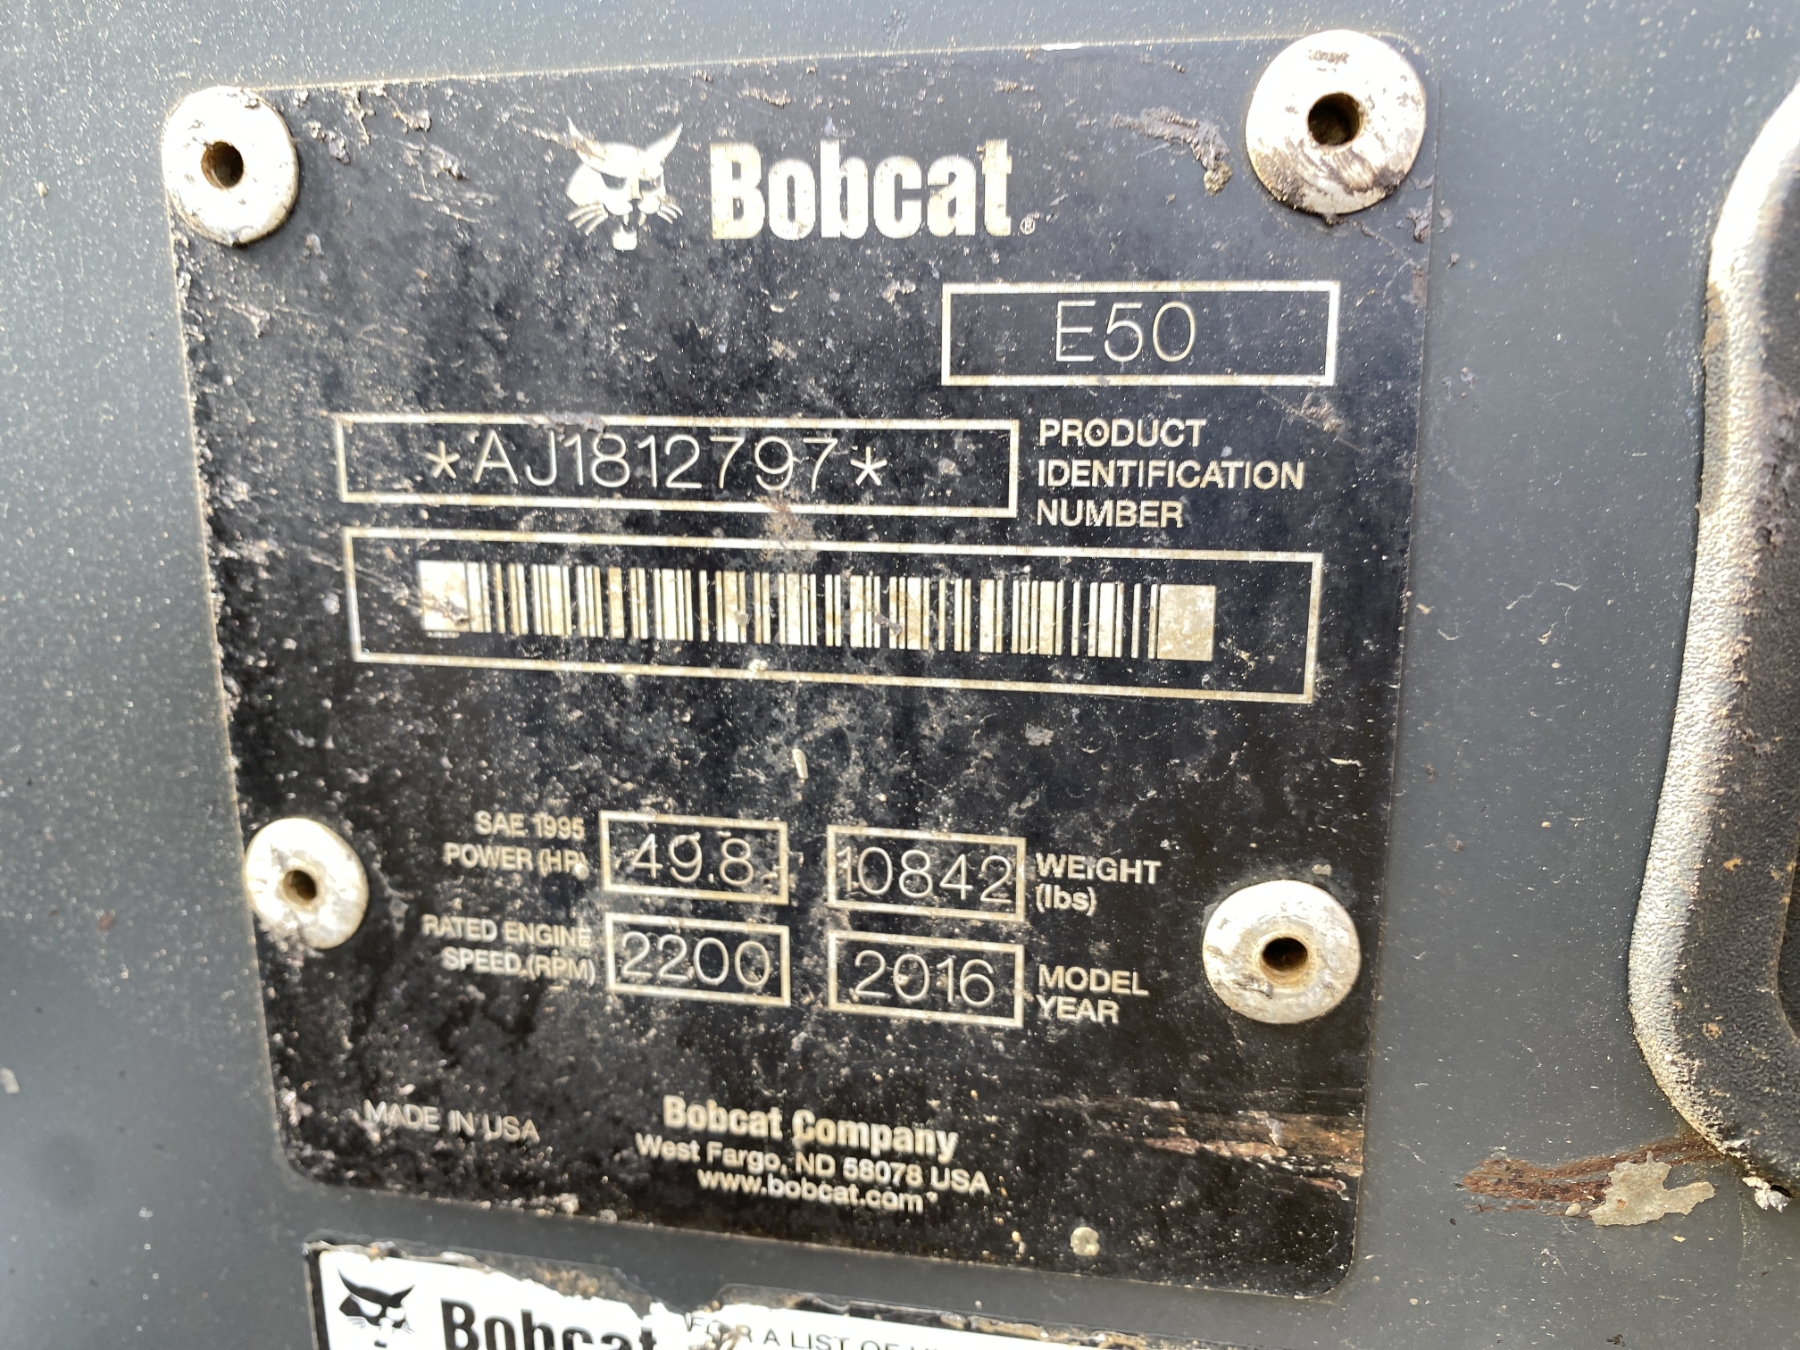 Bobcat®
E50
*AJ1812797*
PRODUCT
IDENTIFICATION
NUMBER
SAE 1995
POWER (HP)
49.8
10842
WEIGHT
(lbs)
RATED ENGINE
SPEED (RPM)
2200
2016
MODEL
YEAR
MADE IN USA
Bobcat Company
West Fargo, ND 58078 USA
www.bobcat.com
Bobcat
FOR A LIST OF